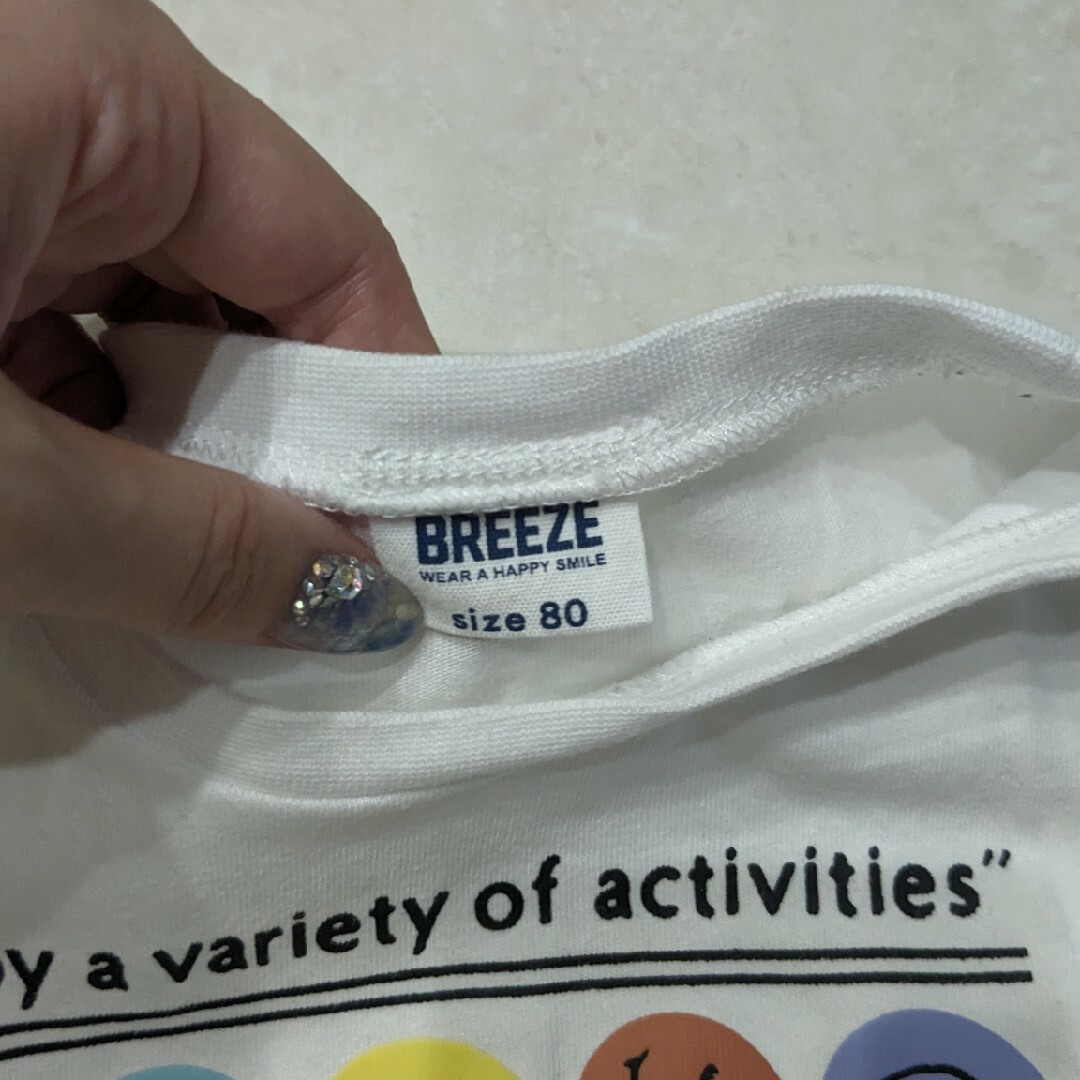 BREEZE
WEAR A HAPPY SMILE
size 80
a variety of activities”